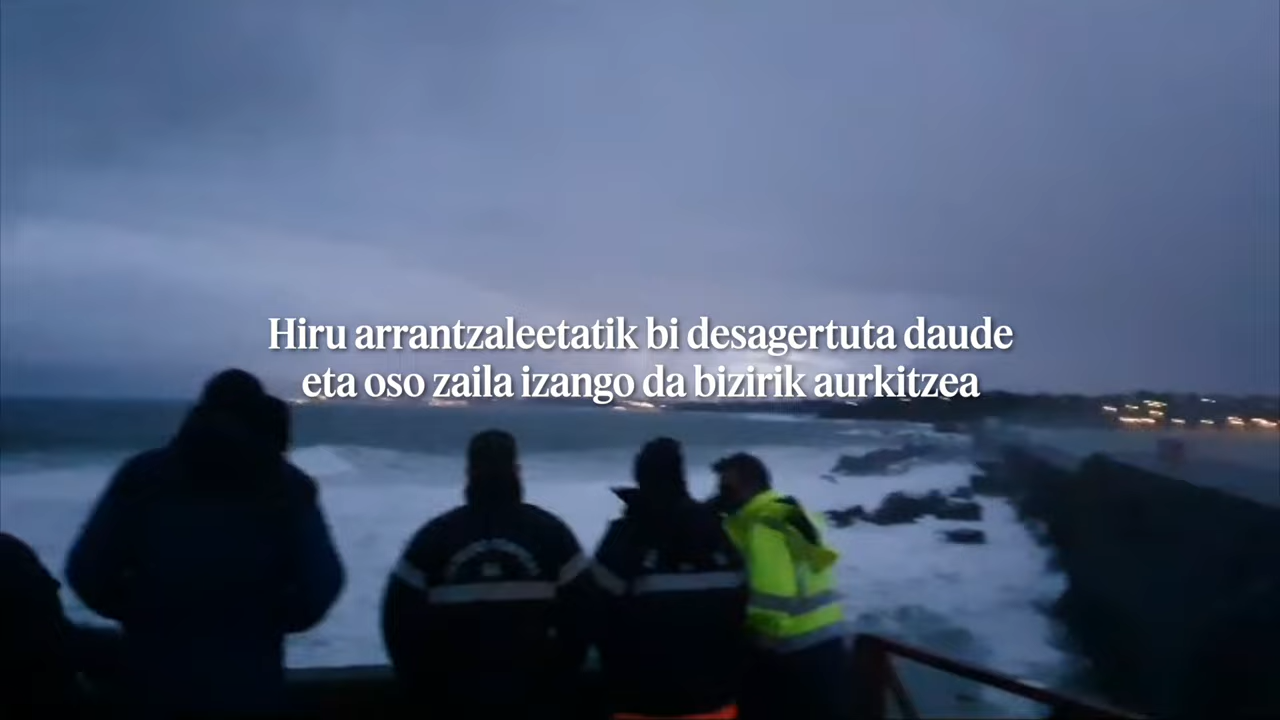 Hiru arrantzaleetatik bi desagertuta daude
eta oso zaila izango da bizirik aurkitzea